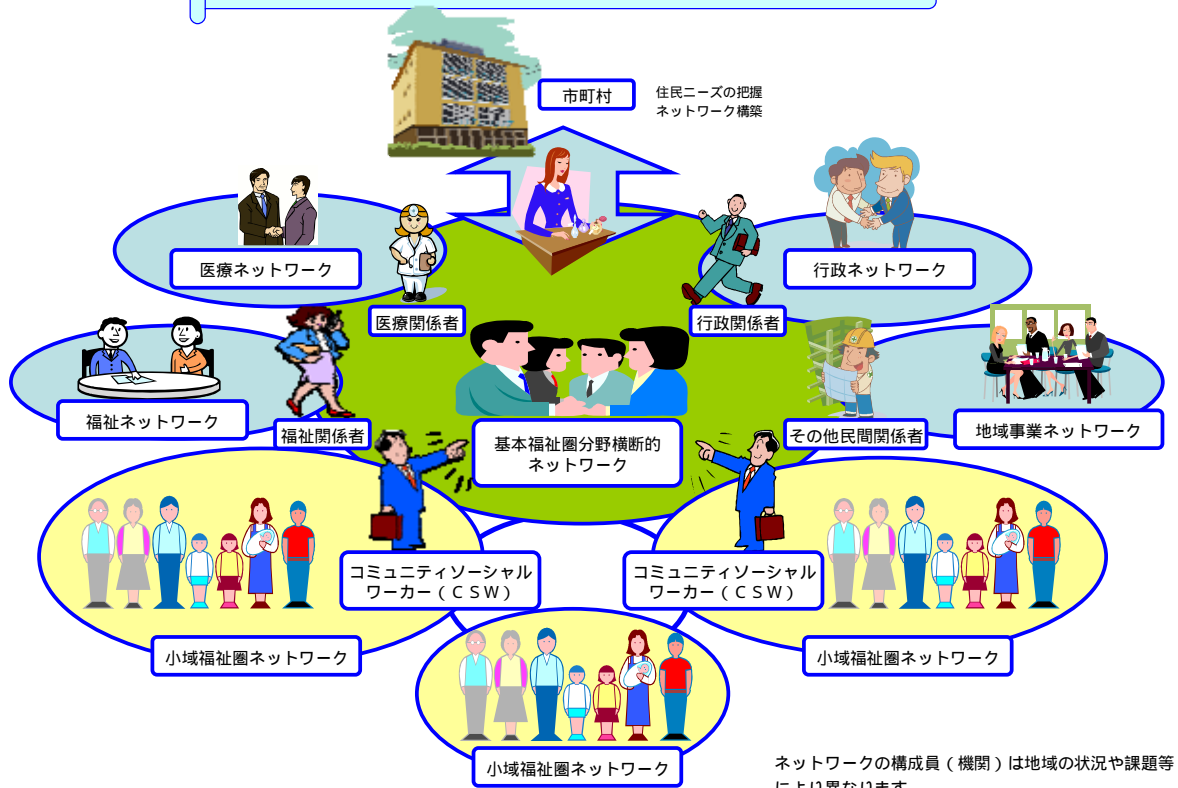 市町村
住民ニーズの把握
ネットワーク構築
医療ネットワーク
行政ネットワーク
医療関係者
行政関係者
福祉ネットワーク
福祉関係者
基本福祉圏分野横断的
ネットワーク
その他民間関係者
地域事業ネットワーク
コミュニティソーシャル
ワーカー（ＣＳＷ）
コミュニティソーシャル
ワーカー（ＣＳＷ）
小域福祉圏ネットワーク
小域福祉圏ネットワーク
小域福祉圏ネットワーク
ネットワークの構成員（機関）は地域の状況や課題等
により異なります